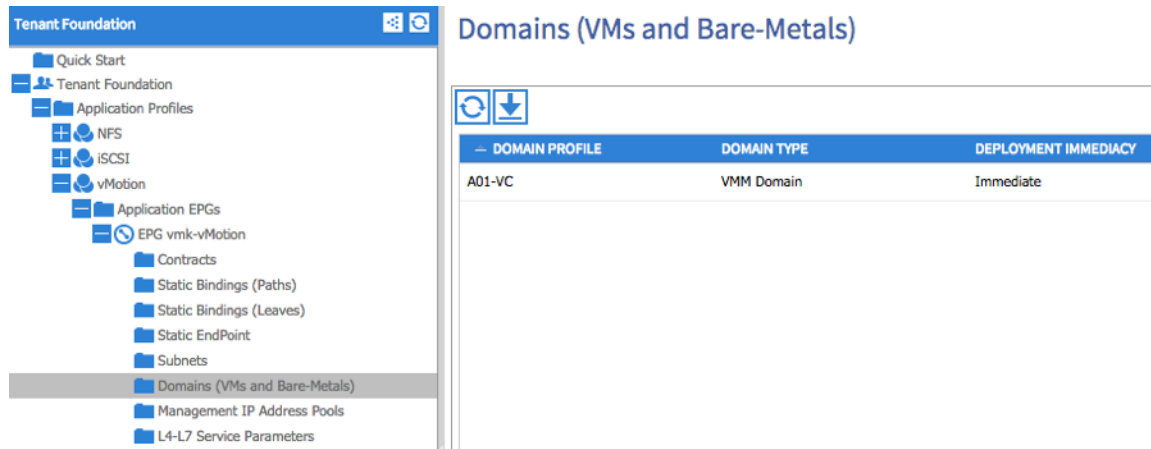 Tenant Foundation
Quick Start
Tenant Foundation
Application Profiles
NFS
iSCSI
vMotion
Application EPGs
EPG vmk-vMotion
Contracts
Static Bindings (Paths)
Static Bindings (Leaves)
Static EndPoint
Subnets
Domains (VMs and Bare-Metals)
Management IP Address Pools
L4-L7 Service Parameters
Domains (VMs and Bare-Metals)
DOMAIN PROFILE DOMAIN TYPE DEPLOYMENT IMMEDIACY
A01-VC VMM Domain Immediate